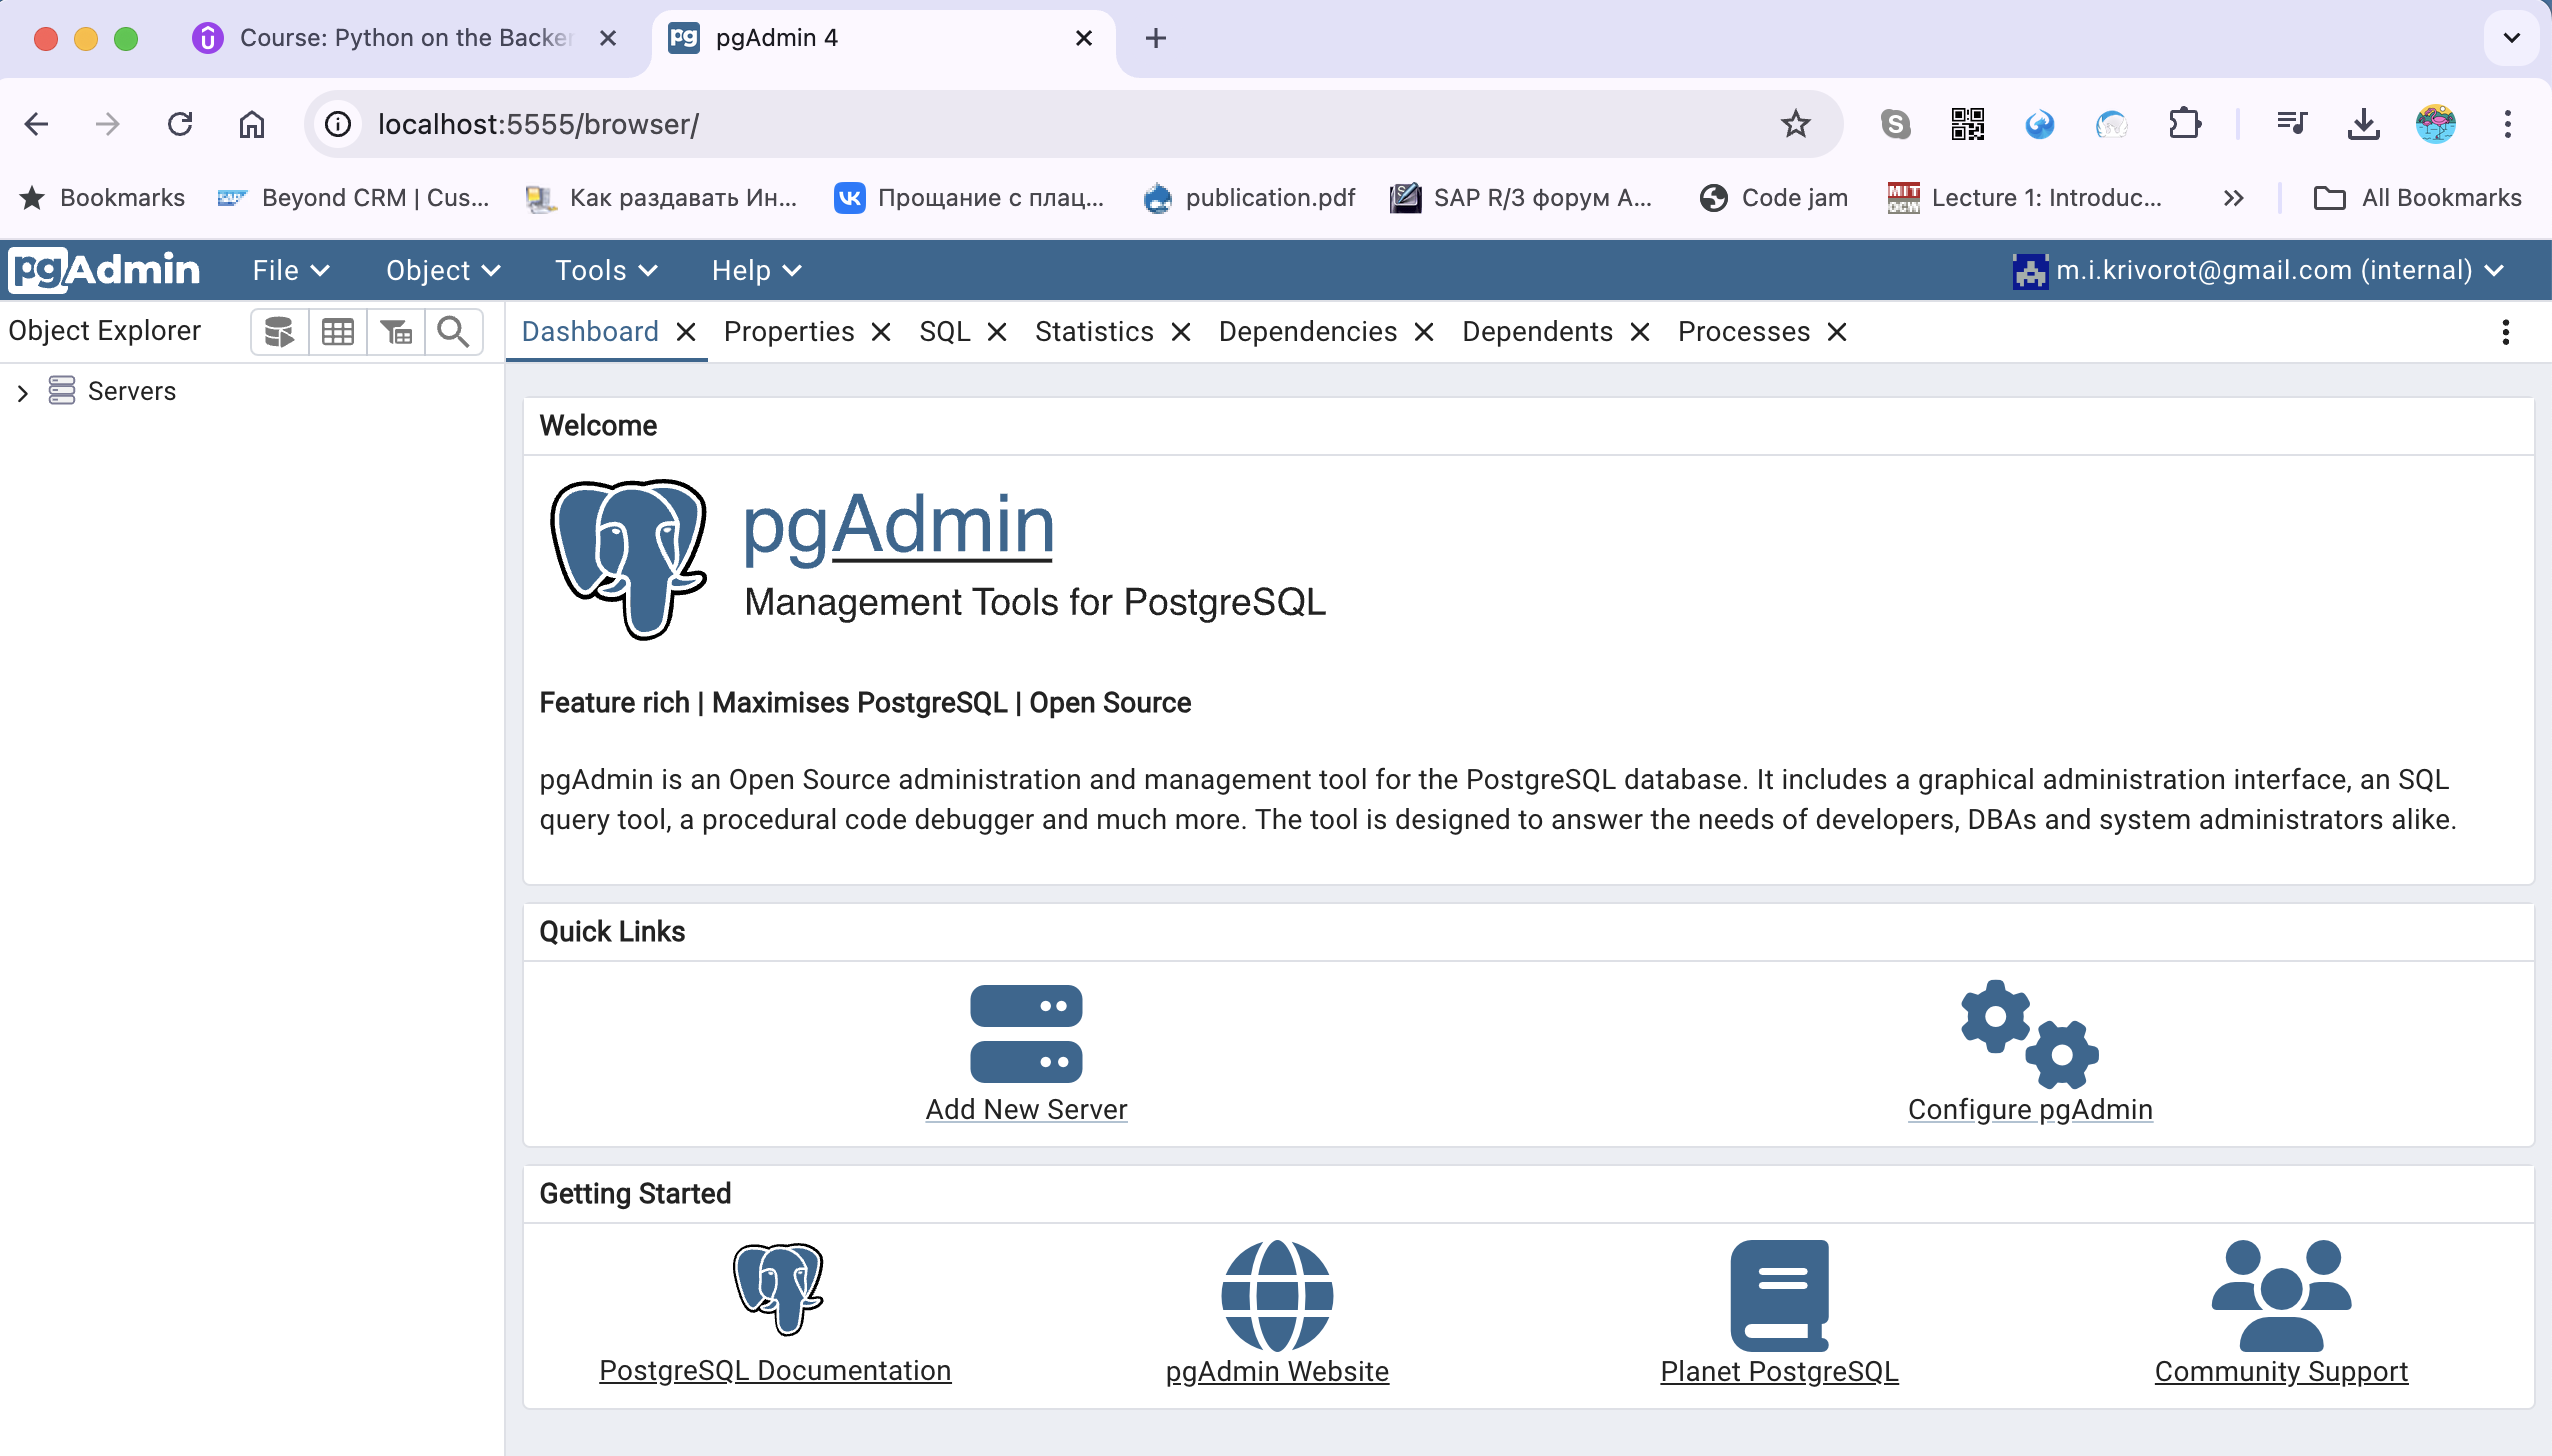 Course: Python on the Backen
pgAdmin 4
localhost:5555/browser/
Bookmarks
Beyond CRM | Cus...
Как раздавать Ин...
Прощание с плац...
publication.pdf
SAP R/3 форум A...
Code jam
Lecture 1: Introduc...
All Bookmarks
pgAdmin
File
Object
Tools
Help
m.i.krivorot@gmail.com (internal)
Object Explorer
Dashboard
Properties
SQL
Statistics
Dependencies
Dependents
Processes
Servers
Welcome
pgAdmin
Management Tools for PostgreSQL
Feature rich | Maximises PostgreSQL | Open Source
pgAdmin is an Open Source administration and management tool for the PostgreSQL database. It includes a graphical administration interface, an SQL
query tool, a procedural code debugger and much more. The tool is designed to answer the needs of developers, DBAs and system administrators alike.
Quick Links
Add New Server
Configure pgAdmin
Getting Started
PostgreSQL Documentation
pgAdmin Website
Planet PostgreSQL
Community Support